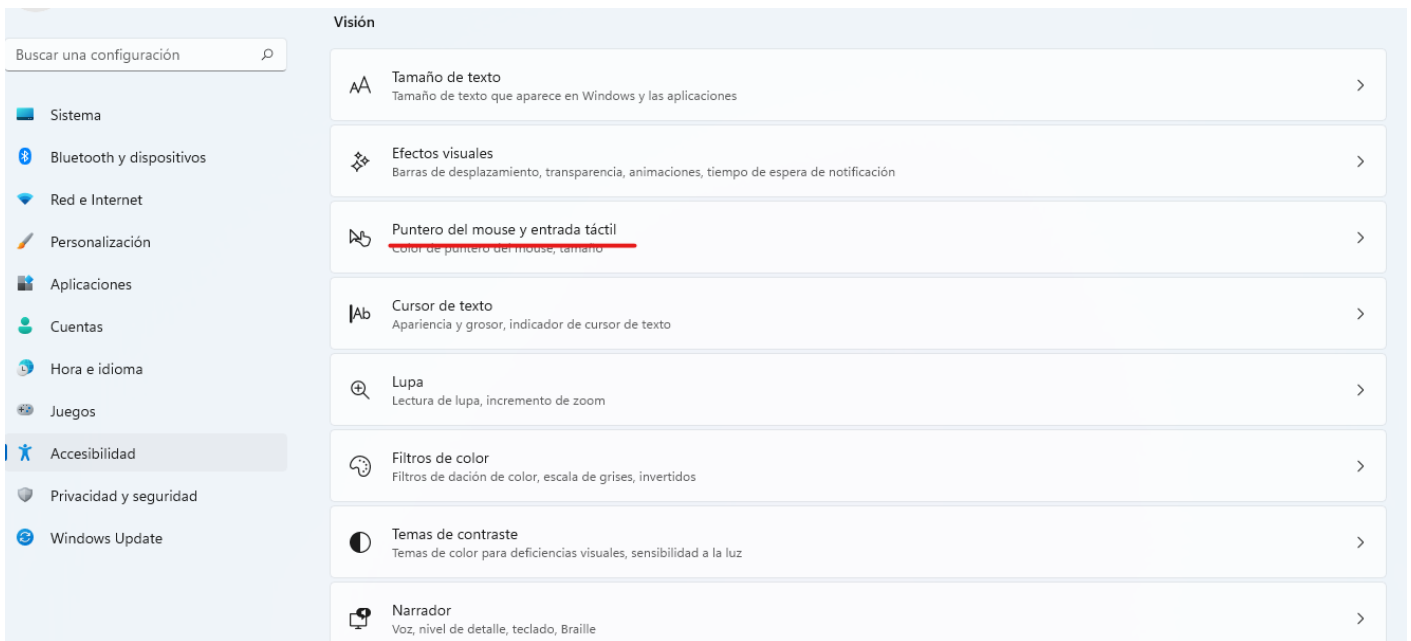 Visión
Buscar una configuración
Sistema
Bluetooth y dispositivos
Red e Internet
Personalización
Aplicaciones
Cuentas
Hora e idioma
Juegos
Accesibilidad
Privacidad y seguridad
Windows Update
AA Tamaño de texto
Tamaño de texto que aparece en Windows y las aplicaciones
Efectos visuales
Barras de desplazamiento, transparencia, animaciones, tiempo de espera de notificación
Puntero del mouse y entrada táctil
Color de puntero del mouse, tamaño
Ab Cursor de texto
Apariencia y grosor, indicador de cursor de texto
Lupa
Lectura de lupa, incremento de zoom
Filtros de color
Filtros de dación de color, escala de grises, invertidos
Temas de contraste
Temas de color para deficiencias visuales, sensibilidad a la luz
Narrador
Voz, nivel de detalle, teclado, Braille